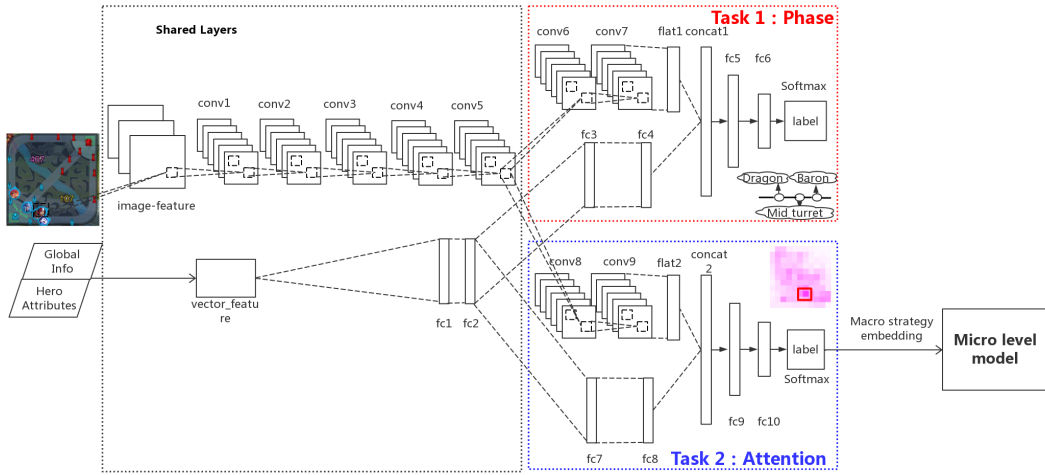 Shared Layers
image-feature
conv1
conv2
conv3
conv4
conv5
Global
Info
Hero
Attributes
vector_featu
re
fc1
fc2
Task 1 : Phase
conv6
conv7
flat1
concat1
fc5
fc6
Softmax
label
fc3
fc4
Dragon
Baron
Mid turret
conv8
conv9
flat2
concat
2
label
Softmax
fc9
fc10
fc7
fc8
Task 2 : Attention
Macro strategy
embedding
Micro level
model